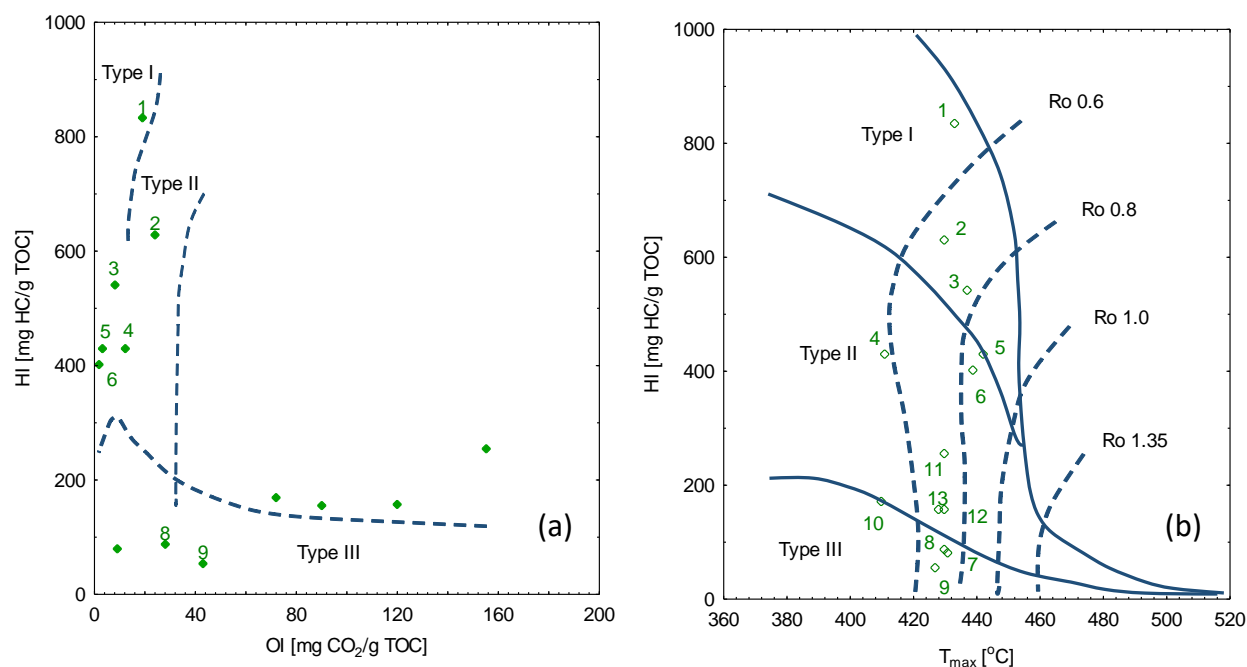 1000
800
600
400
200
0
0
40
80
120
160
200
HI [mg HC/g TOC]
OI [mg CO2/g TOC]
Type I
1
Type II
2
3
5
4
6
8
9
Type III
(a)
1000
800
600
400
200
0
360
400
420
440
460
480
500
520
HI [mg HC/g TOC]
Tmax [oC]
1
Ro 0.6
Type I
2
Ro 0.8
3
Ro 1.0
4
5
Type II
6
Ro 1.35
11
13
10
12
(b)
Type III
8
7
9